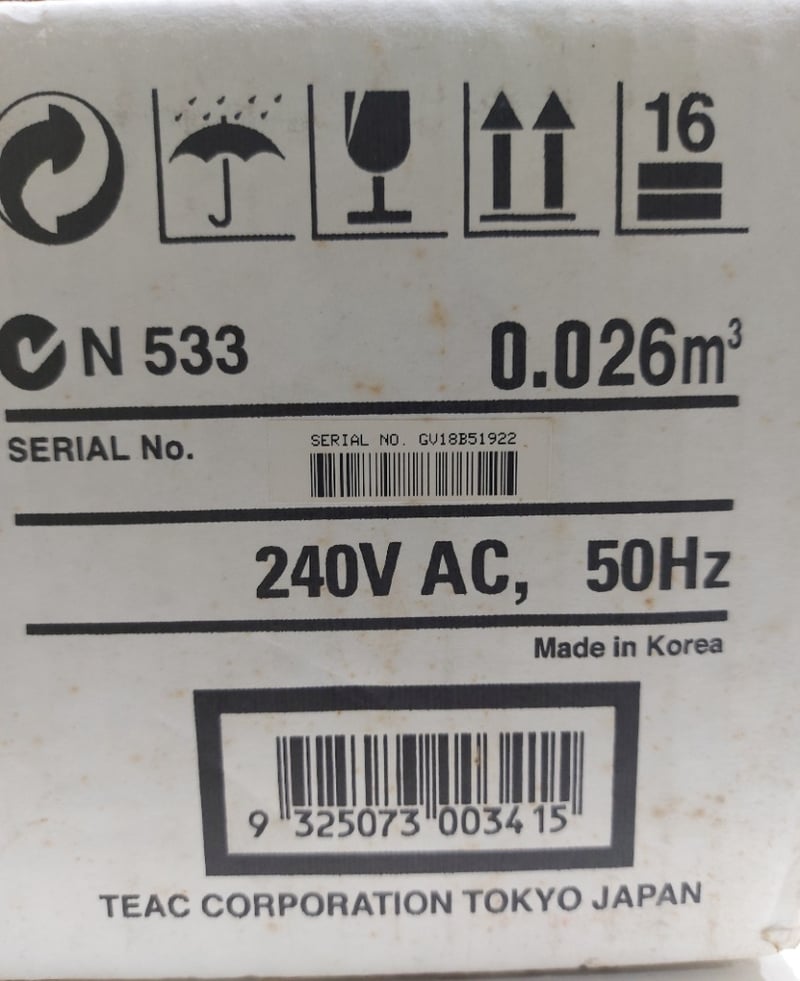 16
N 533
0.026m³
SERIAL No.
SERIAL NO. GV18B51922
240V AC, 50Hz
Made in Korea
9 325073 003415
TEAC CORPORATION TOKYO JAPAN